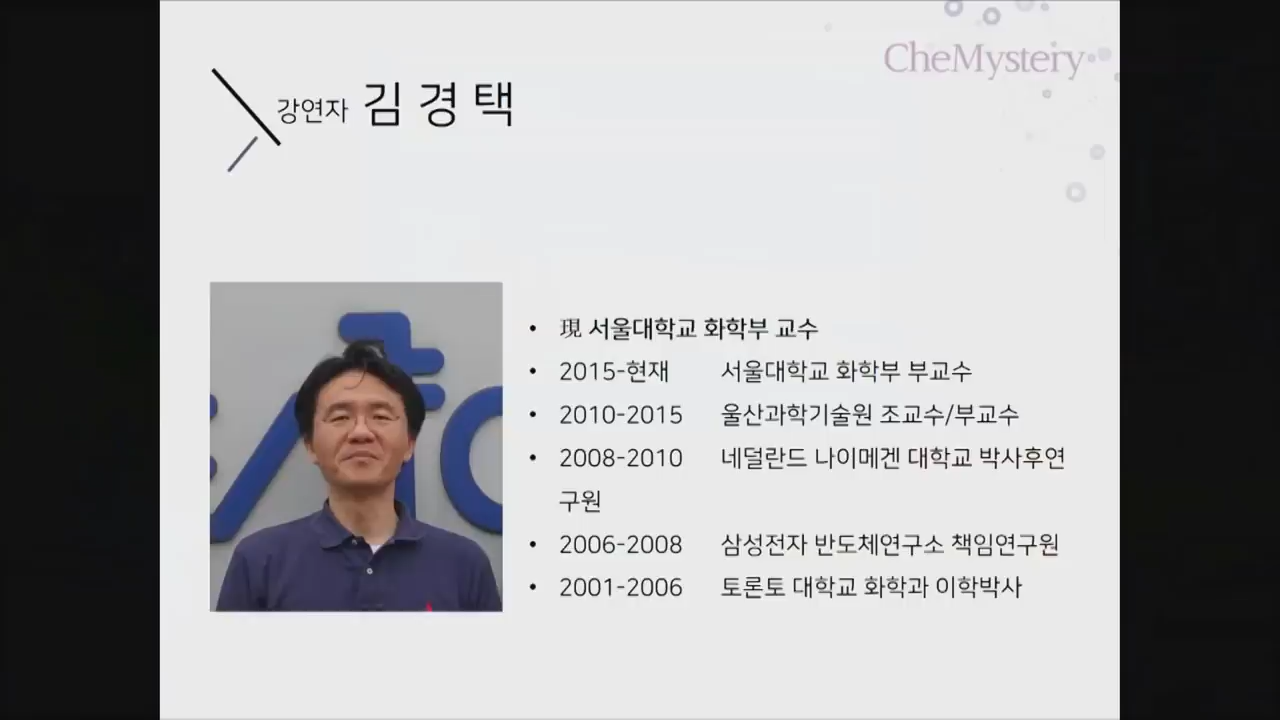 CheMystery
강연자 김 경 택
• 現 서울대학교 화학부 교수
• 2015-현재 서울대학교 화학부 부교수
• 2010-2015 울산과학기술원 조교수/부교수
• 2008-2010 네덜란드 나이메겐 대학교 박사후연
구원
• 2006-2008 삼성전자 반도체연구소 책임연구원
• 2001-2006 토론토 대학교 화학과 이학박사